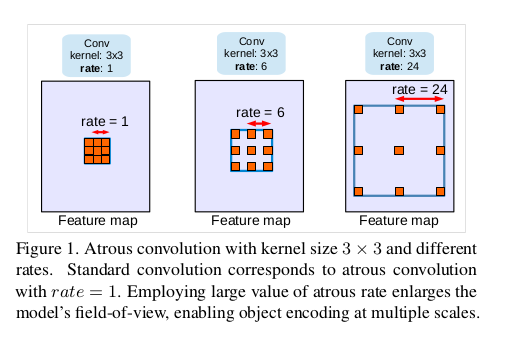 Conv
kernel: 3x3
rate: 1
Conv
kernel: 3x3
rate: 6
Conv
kernel: 3x3
rate: 24
rate = 1
rate = 6
rate = 24
Feature map
Feature map
Feature map
Figure 1. Atrous convolution with kernel size 3 × 3 and different
rates. Standard convolution corresponds to atrous convolution
with rate = 1. Employing large value of atrous rate enlarges the
model's field-of-view, enabling object encoding at multiple scales.